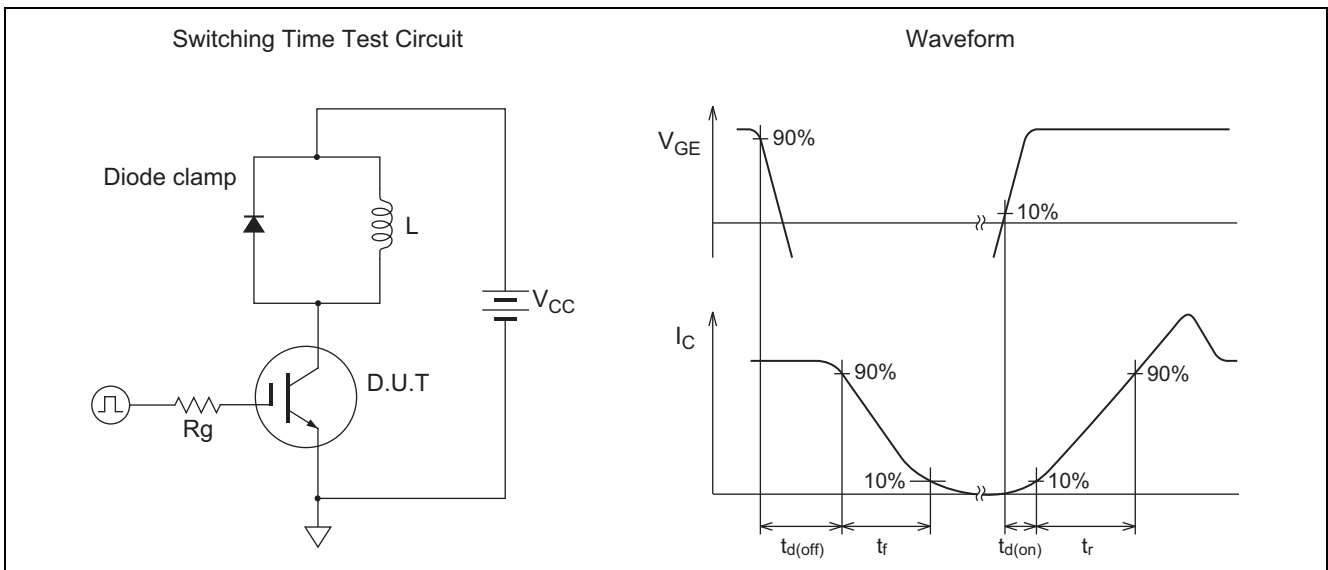 Switching Time Test Circuit
Diode clamp
L
V_CC
D.U.T
Rg
Waveform
V_GE
90%
10%
I_C
90%
90%
10%
10%
t_d(off)
t_f
t_d(on)
t_r